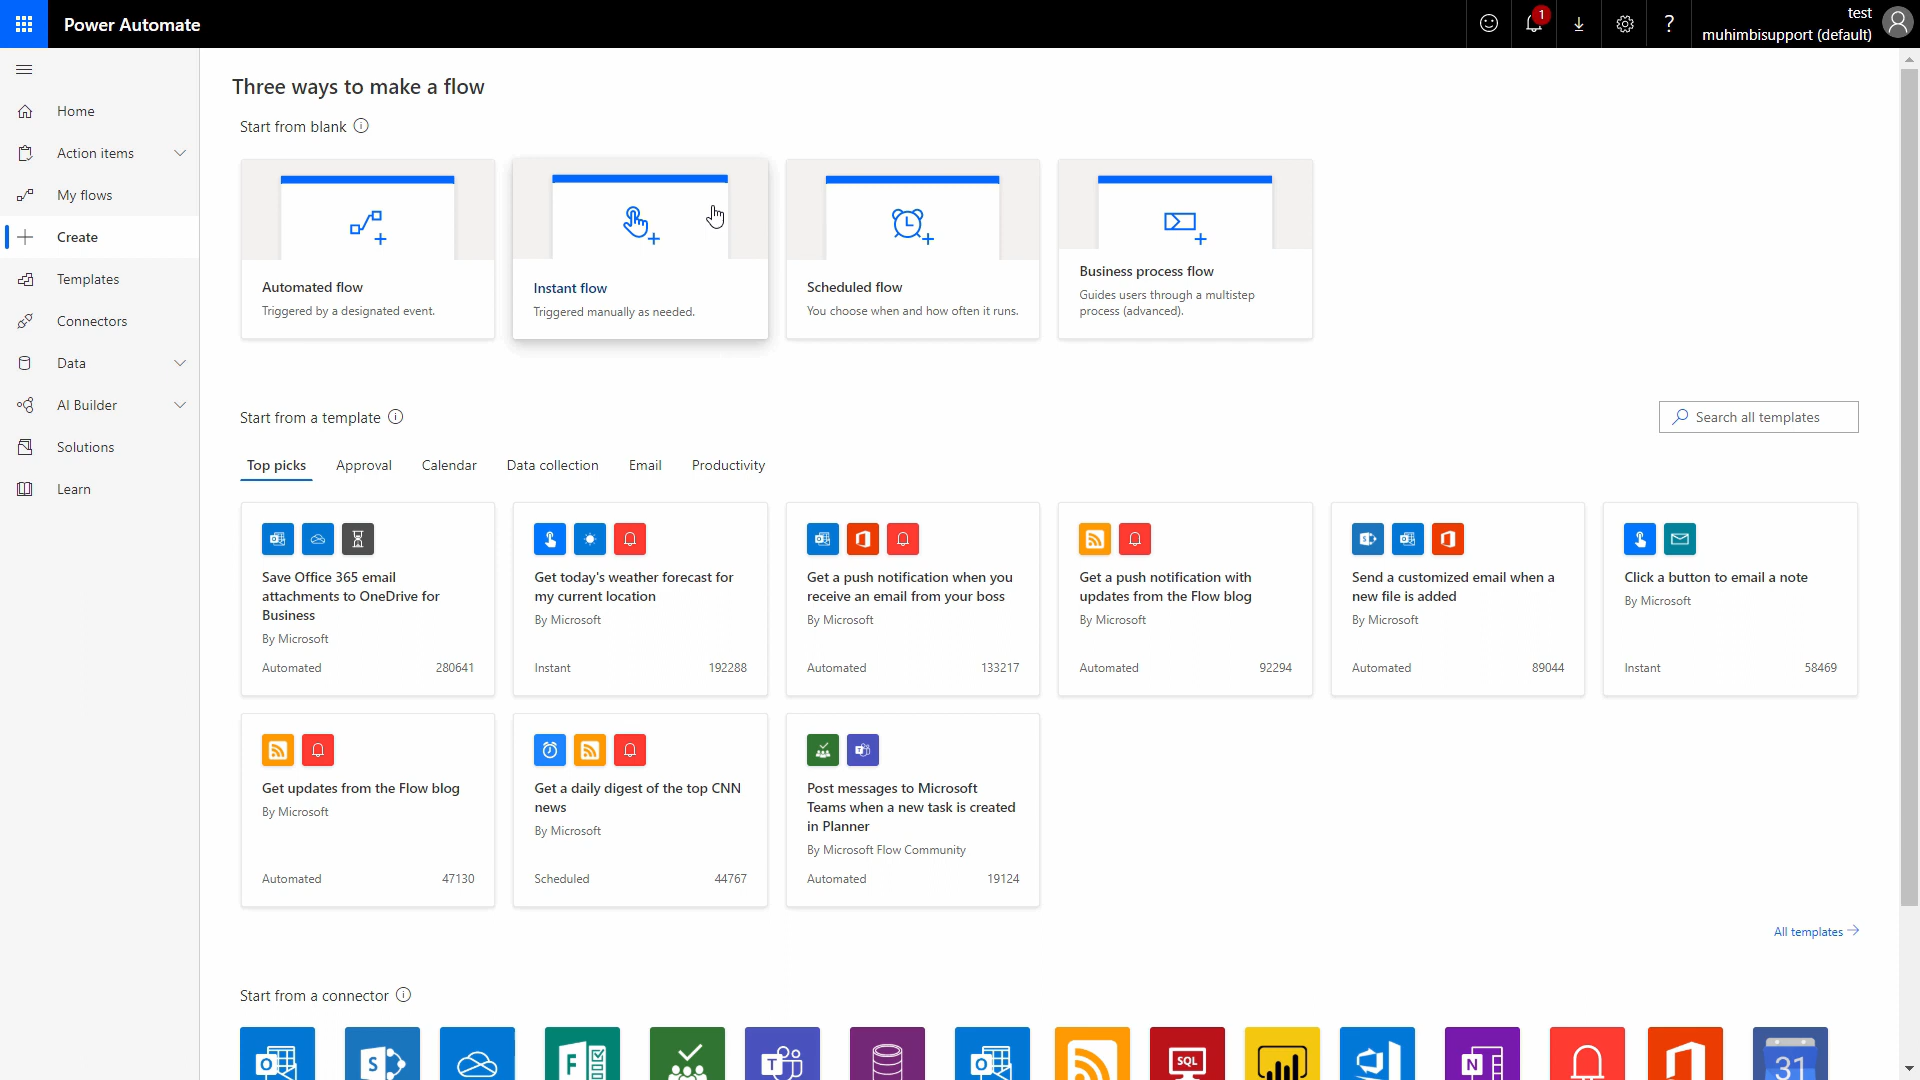 Power Automate
1
?
test
muhimbisupport (default)
Home
Action items
My flows
Create
Templates
Connectors
Data
AI Builder
Solutions
Learn
Three ways to make a flow
Start from blank
Automated flow
Triggered by a designated event.
Instant flow
Triggered manually as needed.
Scheduled flow
You choose when and how often it runs.
Business process flow
Guides users through a multistep
process (advanced).
Start from a template
Search all templates
Top picks Approval Calendar Data collection Email Productivity
Save Office 365 email
attachments to OneDrive for
Business
By Microsoft
Automated 280641
Get today's weather forecast for
my current location
By Microsoft
Instant 192288
Get a push notification when you
receive an email from your boss
By Microsoft
Automated 133217
Get a push notification with
updates from the Flow blog
By Microsoft
Automated 92294
Send a customized email when a
new file is added
By Microsoft
Automated 89044
Click a button to email a note
By Microsoft
Instant 58469
Get updates from the Flow blog
By Microsoft
Automated 47130
Get a daily digest of the top CNN
news
By Microsoft
Scheduled 44767
Post messages to Microsoft
Teams when a new task is created
in Planner
By Microsoft Flow Community
Automated 19124
All templates
Start from a connector
S
F
SQL
N
31